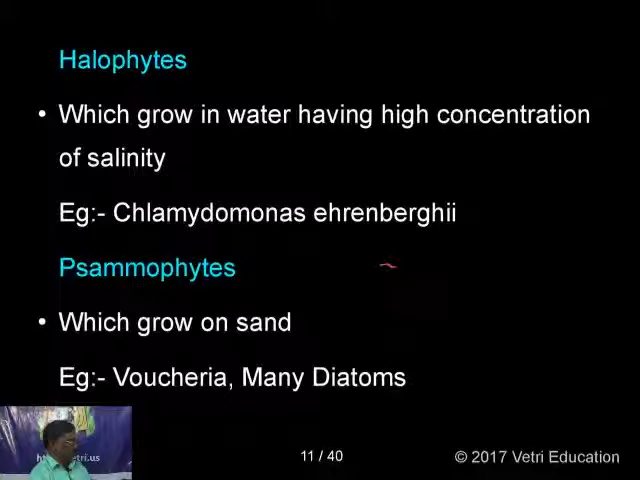 Halophytes
• Which grow in water having high concentration
of salinity
Eg:- Chlamydomonas ehrenberghii
Psammophytes
• Which grow on sand
Eg:- Voucheria, Many Diatoms
11 / 40
© 2017 Vetri Education